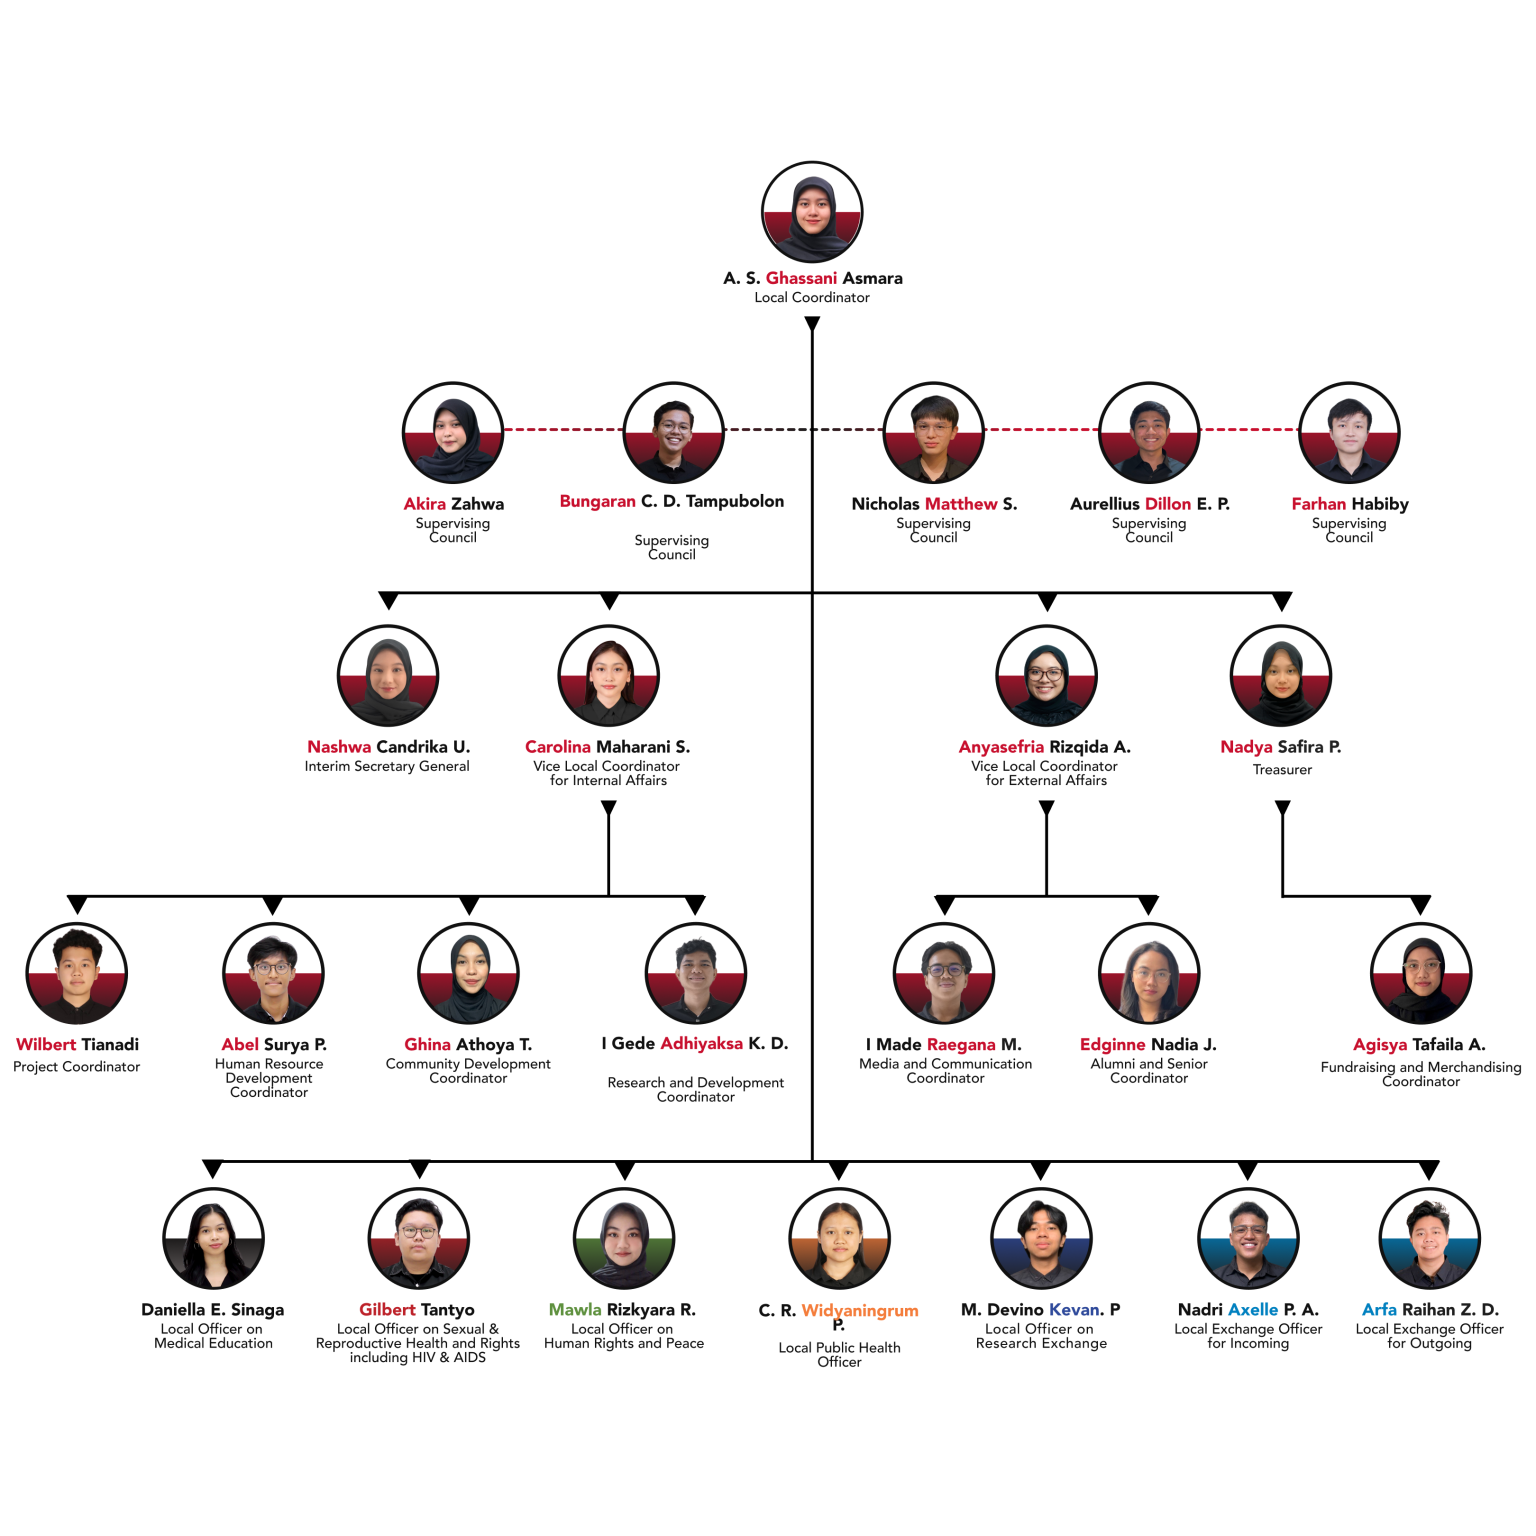 A. S. Ghassani Asmara
Local Coordinator
Akira Zahwa
Supervising
Council
Bungaran C. D. Tampubolon
Supervising
Council
Nicholas Matthew S.
Supervising
Council
Aurellius Dillon E. P.
Supervising
Council
Farhan Habiby
Supervising
Council
Nashwa Candrika U.
Interim Secretary General
Carolina Maharani S.
Vice Local Coordinator
for Internal Affairs
Anyasefria Rizqida A.
Vice Local Coordinator
for External Affairs
Nadya Safira P.
Treasurer
Wilbert Tianadi
Project Coordinator
Abel Surya P.
Human Resource
Development
Coordinator
Ghina Athoya T.
Community Development
Coordinator
I Gede Adhiyaksa K. D.
Research and Development
Coordinator
I Made Raegana M.
Media and Communication
Coordinator
Edginne Nadia J.
Alumni and Senior
Coordinator
Agisya Tafaila A.
Fundraising and Merchandising
Coordinator
Daniella E. Sinaga
Local Officer on
Medical Education
Gilbert Tantyo
Local Officer on Sexual &
Reproductive Health and Rights
including HIV & AIDS
Mawla Rizkyara R.
Local Officer on
Human Rights and Peace
C. R. Widyaningrum
P.
Local Public Health
Officer
M. Devino Kevan. P
Local Officer on
Research Exchange
Nadri Axelle P. A.
Local Exchange Officer
for Incoming
Arfa Raihan Z. D.
Local Exchange Officer
for Outgoing